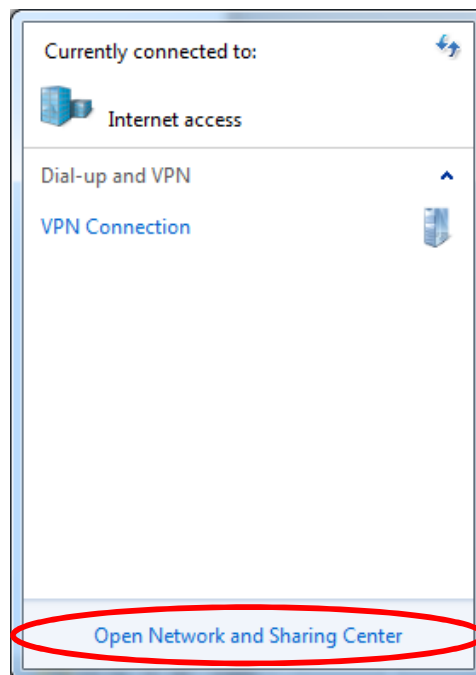 Currently connected to:
Internet access
Dial-up and VPN
VPN Connection
Open Network and Sharing Center